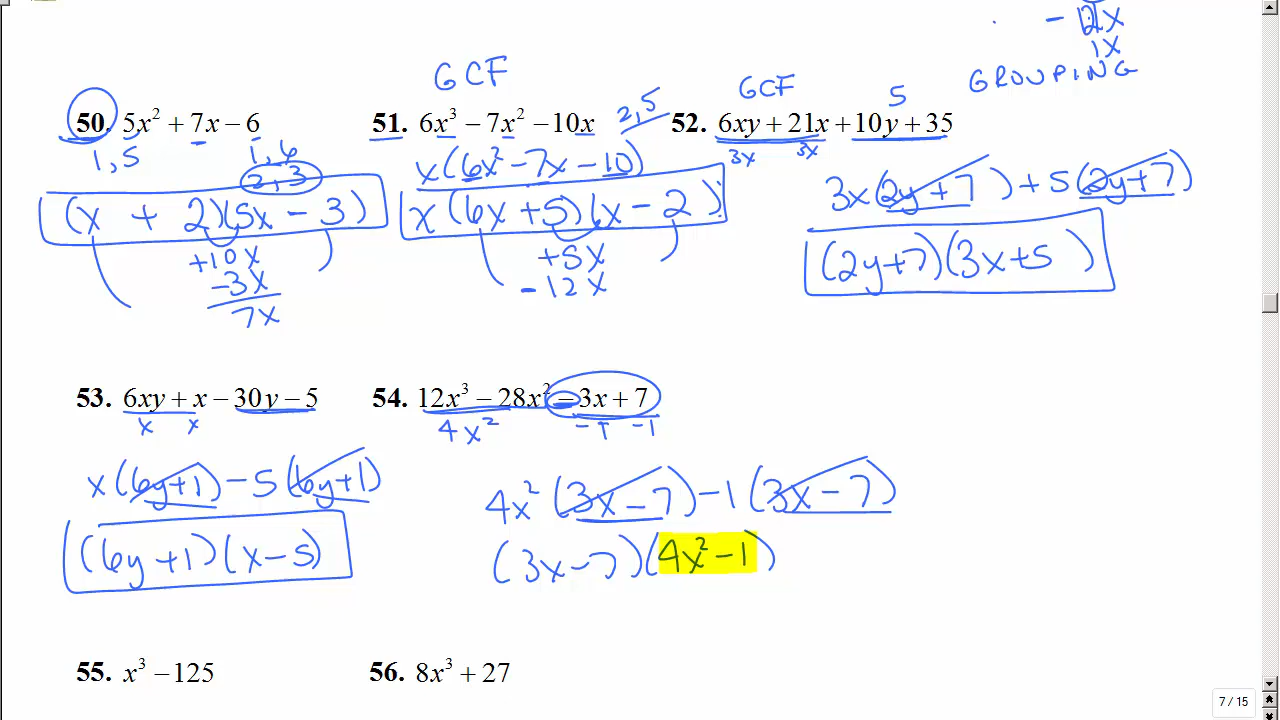 - 12x
1x
GCF
GCF
5
GROUPING
50. 5x² + 7x − 6
1, 5
1, 6
2, 3
(x + 2)(5x − 3)
+10x
−3x
7x
51. 6x³ − 7x² − 10x
2, 5
x(6x² − 7x − 10)
x(6x + 5)(x − 2)
+5x
−12x
52. 6xy + 21x + 10y + 35
3x 3x
3x(2y + 7) + 5(2y + 7)
(2y + 7)(3x + 5)
53. 6xy + x − 30y − 5
x x
x(6y + 1) − 5(6y + 1)
(6y + 1)(x − 5)
54. 12x³ − 28x² − 3x + 7
4x² −1 −1
4x²(3x − 7) − 1(3x − 7)
(3x − 7)(4x² − 1)
55. x³ − 125
56. 8x³ + 27
7 / 15